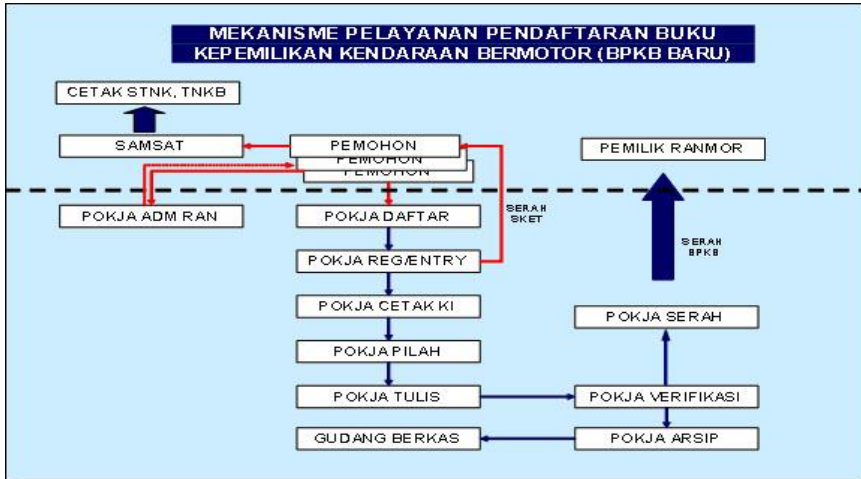 MEKANISME PELAYANAN PENDAFTARAN BUKU
KEPEMILIKAN KENDARAAN BERMOTOR (BPKB BARU)
CETAK STNK, TNKB
SAMSAT
PEMOHON
PEMOHON
PEMOHON
PEMILIK RANMOR
POKJA ADM RAN
POKJA DAFTAR
SERAH
SKET
POKJA REG/ENTRY
SERAH
BPKB
POKJA CETAK KI
POKJA SERAH
POKJA PILAH
POKJA TULIS
POKJA VERIFIKASI
GUDANG BERKAS
POKJA ARSIP